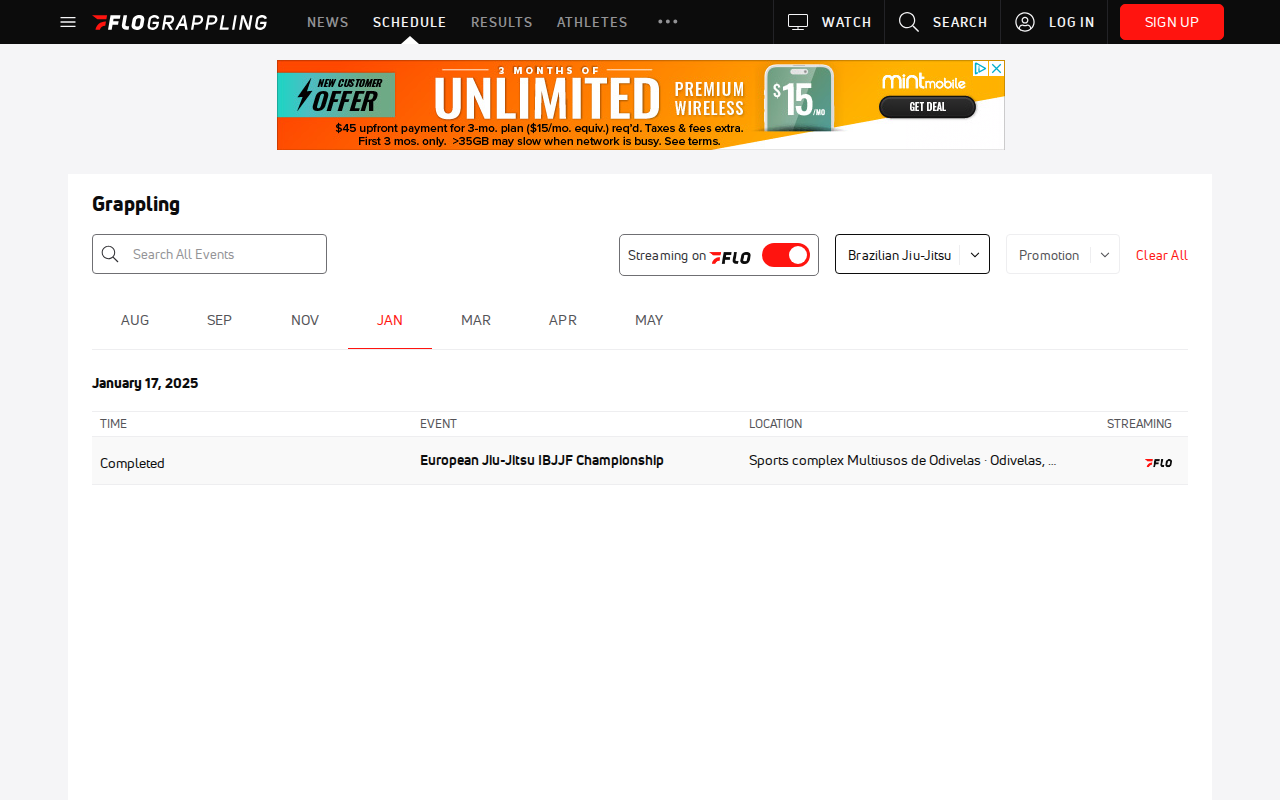 FLOGRAPPLING NEWS SCHEDULE RESULTS ATHLETES ••• WATCH SEARCH LOG IN SIGN UP
NEW CUSTOMER
OFFER
3 MONTHS OF
UNLIMITED
PREMIUM
WIRELESS
$15/MO
mintmobile
GET DEAL
$45 upfront payment for 3-mo. plan ($15/mo. equiv.) req'd. Taxes & fees extra.
First 3 mos. only. >35GB may slow when network is busy. See terms.
Grappling
Search All Events
Streaming on FLO
Brazilian Jiu-Jitsu
Promotion
Clear All
AUG SEP NOV JAN MAR APR MAY
January 17, 2025
TIME EVENT LOCATION STREAMING
Completed European Jiu-Jitsu IBJJF Championship Sports complex Multiusos de Odivelas · Odivelas, ... FLO